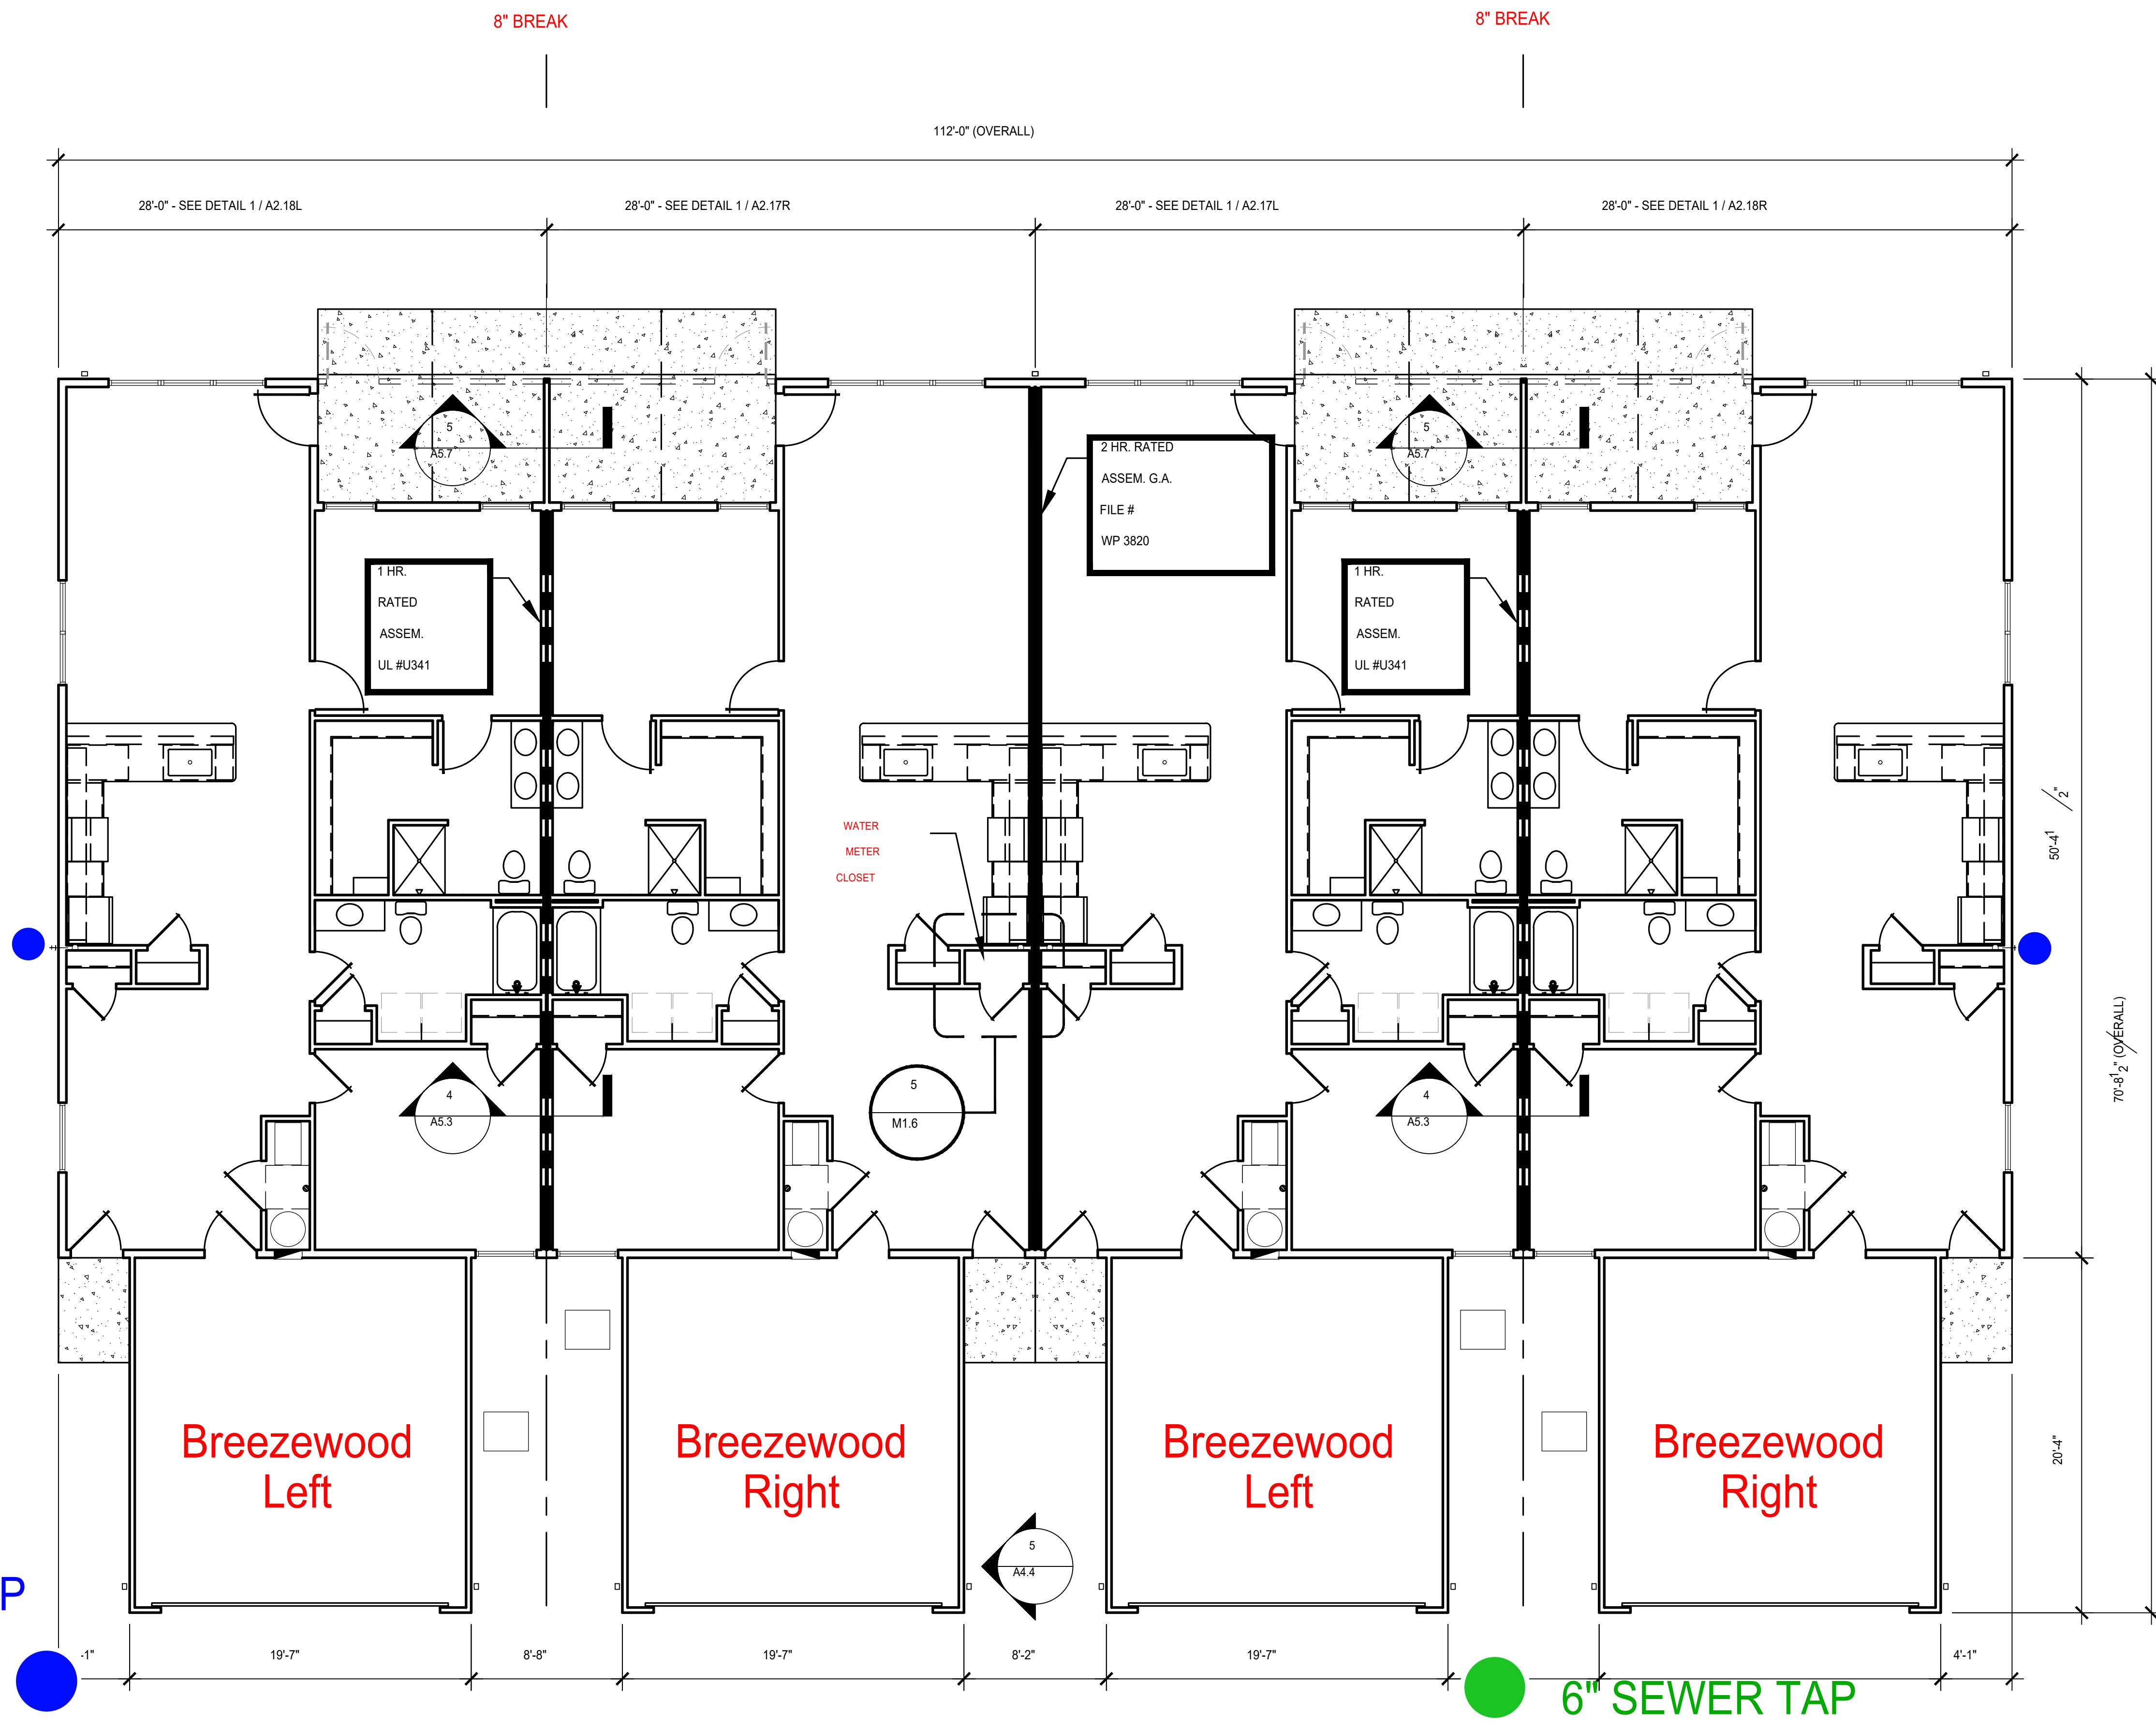 8" BREAK
8" BREAK
112'-0" (OVERALL)
28'-0" - SEE DETAIL 1 / A2.18L
28'-0" - SEE DETAIL 1 / A2.17R
28'-0" - SEE DETAIL 1 / A2.17L
28'-0" - SEE DETAIL 1 / A2.18R
5
A5.7
5
A5.7
2 HR. RATED
ASSEM. G.A.
FILE #
WP 3820
1 HR.
RATED
ASSEM.
UL #U341
1 HR.
RATED
ASSEM.
UL #U341
WATER
METER
CLOSET
50'-4 1/2"
70'-8 1/2" (OVERALL)
4
A5.3
5
M1.6
4
A5.3
20'-4"
Breezewood
Left
Breezewood
Right
Breezewood
Left
Breezewood
Right
5
A4.4
P
-1"
19'-7"
8'-8"
19'-7"
8'-2"
19'-7"
4'-1"
6" SEWER TAP